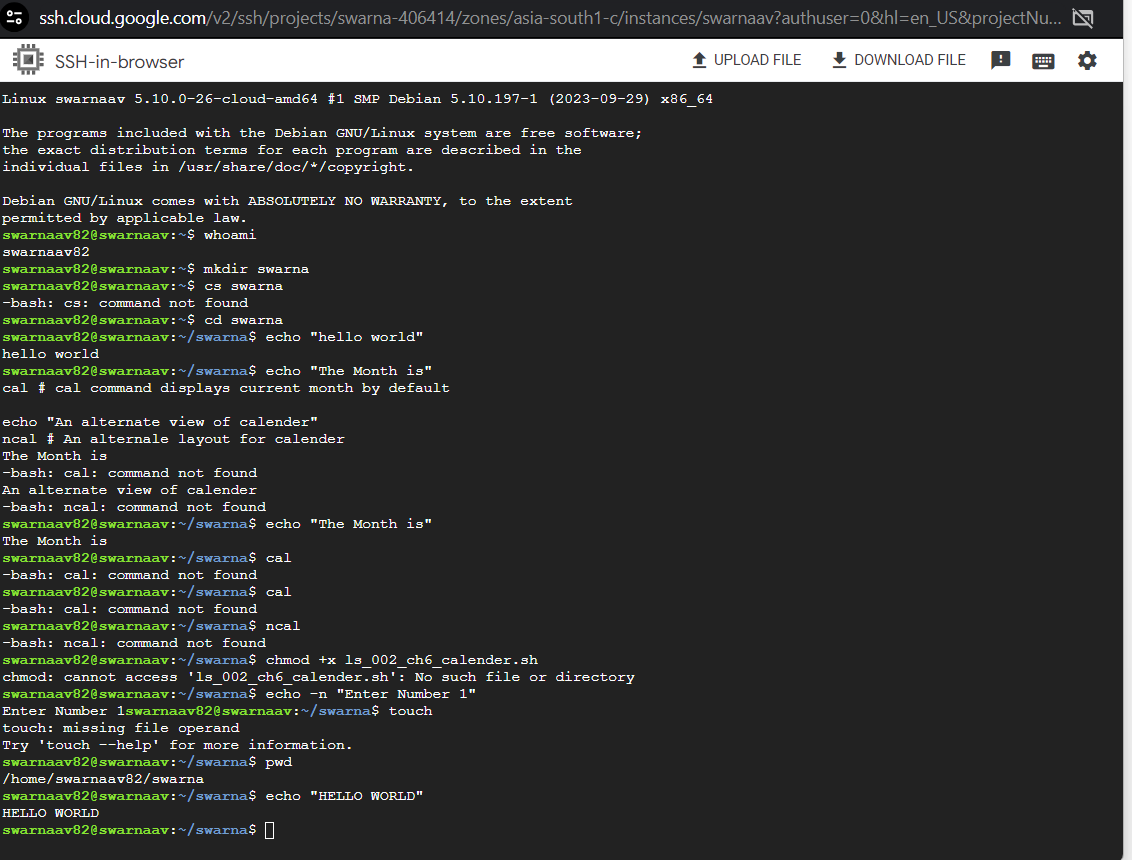 ssh.cloud.google.com/v2/ssh/projects/swarna-406414/zones/asia-south1-c/instances/swarnaav?authuser=0&hl=en_US&projectNu...
SSH-in-browser
UPLOAD FILE
DOWNLOAD FILE
Linux swarnaav 5.10.0-26-cloud-amd64 #1 SMP Debian 5.10.197-1 (2023-09-29) x86_64
The programs included with the Debian GNU/Linux system are free software;
the exact distribution terms for each program are described in the
individual files in /usr/share/doc/*/copyright.
Debian GNU/Linux comes with ABSOLUTELY NO WARRANTY, to the extent
permitted by applicable law.
swarnaav82@swarnaav:~$ whoami
swarnaav82
swarnaav82@swarnaav:~$ mkdir swarna
swarnaav82@swarnaav:~$ cs swarna
-bash: cs: command not found
swarnaav82@swarnaav:~$ cd swarna
swarnaav82@swarnaav:~/swarna$ echo "hello world"
hello world
swarnaav82@swarnaav:~/swarna$ echo "The Month is"
cal # cal command displays current month by default
echo "An alternate view of calender"
ncal # An alternale layout for calender
The Month is
-bash: cal: command not found
An alternate view of calender
-bash: ncal: command not found
swarnaav82@swarnaav:~/swarna$ echo "The Month is"
The Month is
swarnaav82@swarnaav:~/swarna$ cal
-bash: cal: command not found
swarnaav82@swarnaav:~/swarna$ cal
-bash: cal: command not found
swarnaav82@swarnaav:~/swarna$ ncal
-bash: ncal: command not found
swarnaav82@swarnaav:~/swarna$ chmod +x ls_002_ch6_calender.sh
chmod: cannot access 'ls_002_ch6_calender.sh': No such file or directory
swarnaav82@swarnaav:~/swarna$ echo -n "Enter Number 1"
Enter Number 1swarnaav82@swarnaav:~/swarna$ touch
touch: missing file operand
Try 'touch --help' for more information.
swarnaav82@swarnaav:~/swarna$ pwd
/home/swarnaav82/swarna
swarnaav82@swarnaav:~/swarna$ echo "HELLO WORLD"
HELLO WORLD
swarnaav82@swarnaav:~/swarna$